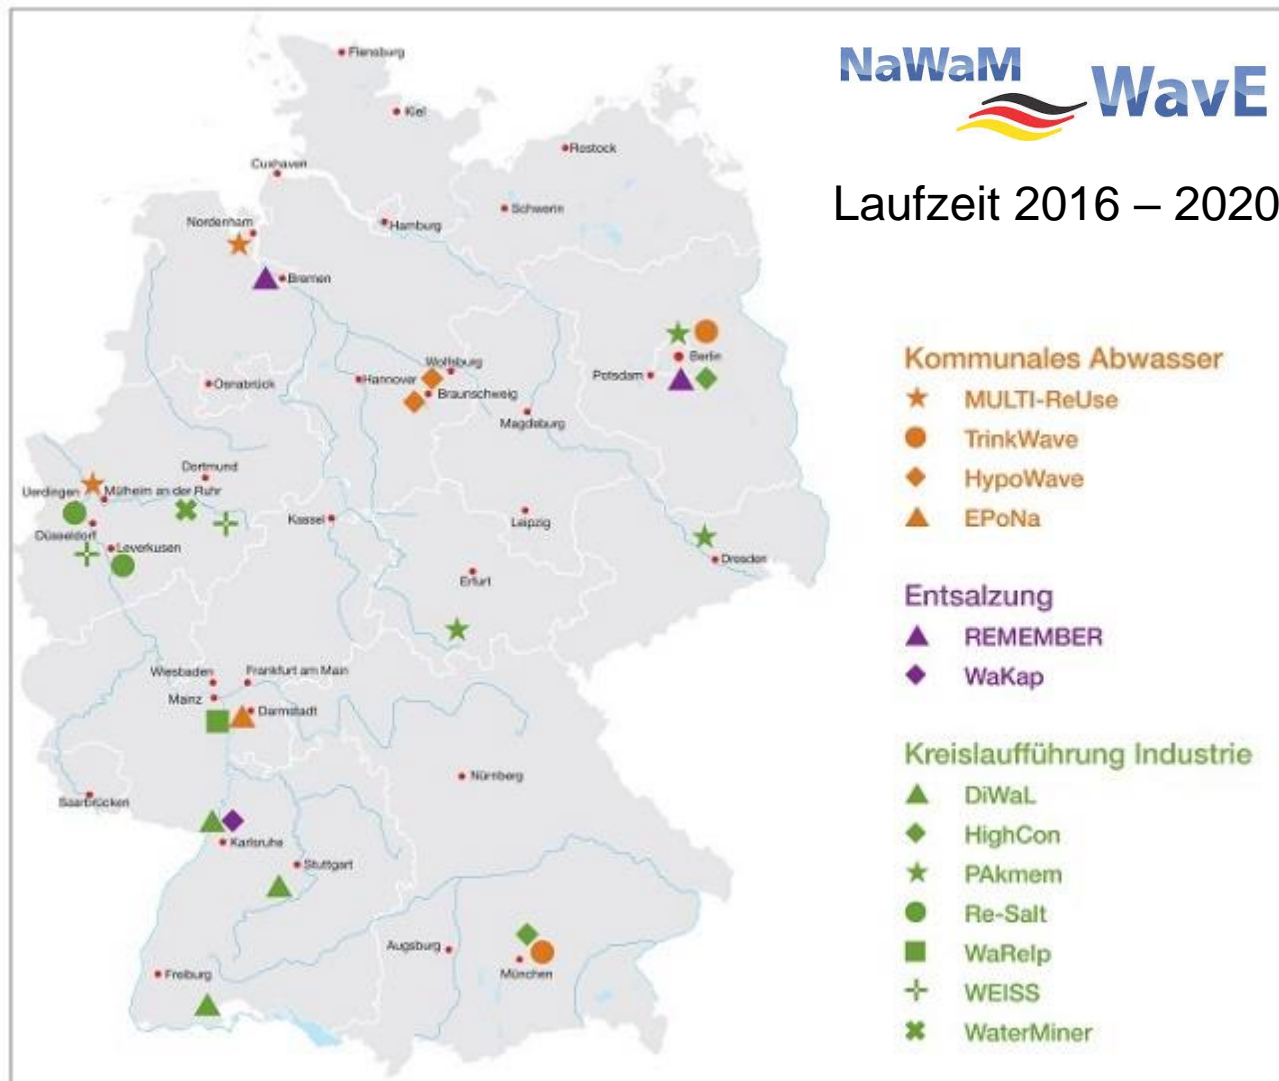 NaWaM
WavE
Laufzeit 2016 – 2020
Flensburg
Kiel
Rostock
Cuxhaven
Schwerin
Nordenham
Hamburg
Bremen
Wolfsburg
Berlin
Potsdam
Hannover
Osnabrück
Braunschweig
Magdeburg
Dortmund
Uerdingen
Mülheim an der Ruhr
Kassel
Leipzig
Düsseldorf
Leverkusen
Dresden
Erfurt
Wiesbaden
Frankfurt am Main
Mainz
Darmstadt
Nürnberg
Saarbrücken
Karlsruhe
Stuttgart
Augsburg
München
Freiburg
Kommunales Abwasser
MULTI-ReUse
TrinkWave
HypoWave
EPoNa
Entsalzung
REMEMBER
WaKap
Kreislaufführung Industrie
DiWaL
HighCon
PAkmem
Re-Salt
WaReIp
WEISS
WaterMiner